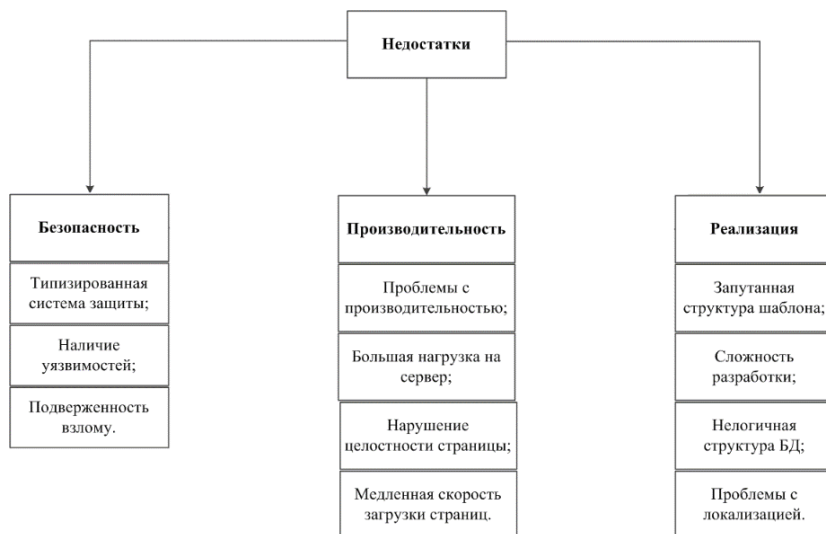 Недостатки
Безопасность
Типизированная
система защиты;
Наличие
уязвимостей;
Подверженность
взлому.
Производительность
Проблемы с
производительностью;
Большая нагрузка на
сервер;
Нарушение
целостности страницы;
Медленная скорость
загрузки страниц.
Реализация
Запутанная
структура шаблона;
Сложность
разработки;
Нелогичная
структура БД;
Проблемы с
локализацией.